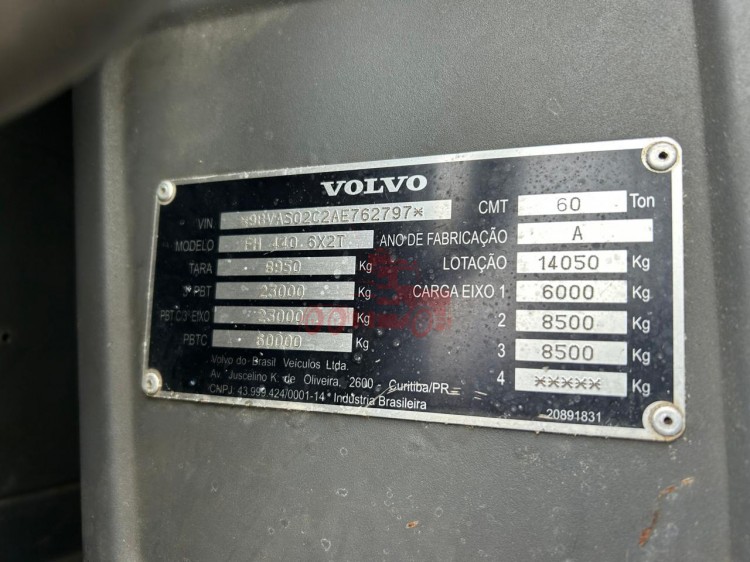 VOLVO
VIN *9BVAS02C2AE762797* CMT 60 Ton
MODELO FH 440 6X2T ANO DE FABRICAÇÃO A
TARA 8950 Kg LOTAÇÃO 14050 Kg
PBT 23000 Kg CARGA EIXO 1 6000 Kg
PBT C/3º EIXO 23000 Kg 2 8500 Kg
PBTC 60000 Kg 3 8500 Kg
4 ***** Kg
Volvo do Brasil Veículos Ltda.
Av. Juscelino K. de Oliveira, 2600 Curitiba/PR
CNPJ 43.999.424/0001-14 Indústria Brasileira
20891831